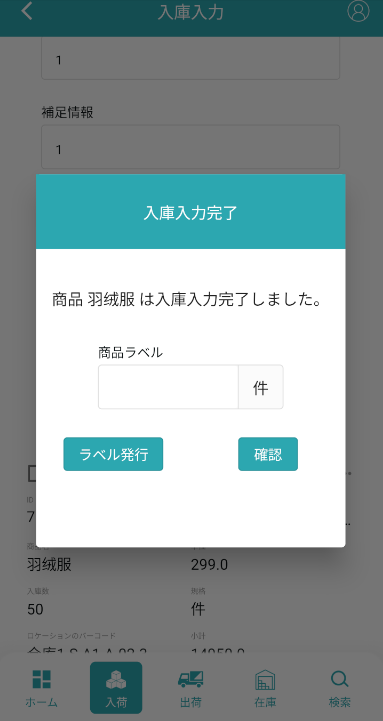 入庫入力
1
補足情報
1
入庫入力完了
商品 羽绒服 は入庫入力完了しました。
商品ラベル
件
ラベル発行
確認
ID
7
羽绒服
299.0
入庫数
規格
50
件
ロケーションのバーコード
小計
ホーム
入荷
出荷
在庫
検索